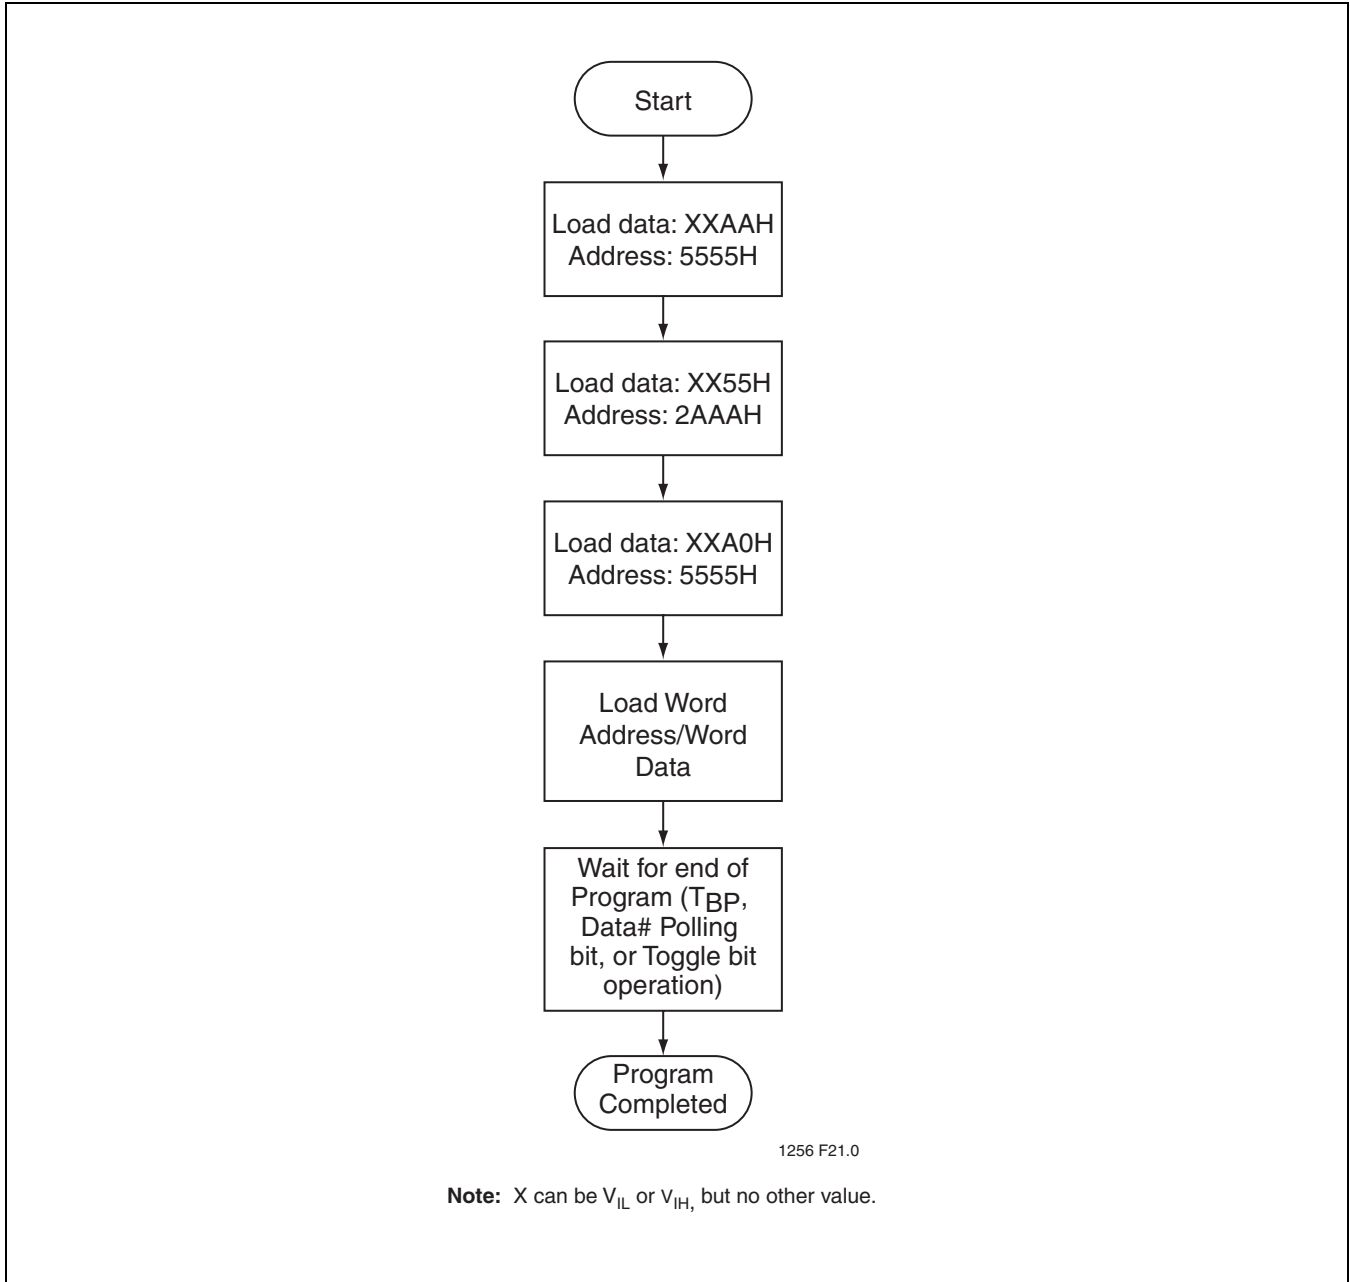 Start
Load data: XXAAH
Address: 5555H
Load data: XX55H
Address: 2AAAH
Load data: XXA0H
Address: 5555H
Load Word
Address/Word
Data
Wait for end of
Program (TBP,
Data# Polling
bit, or Toggle bit
operation)
Program
Completed
1256 F21.0
Note: X can be VIL or VIH, but no other value.